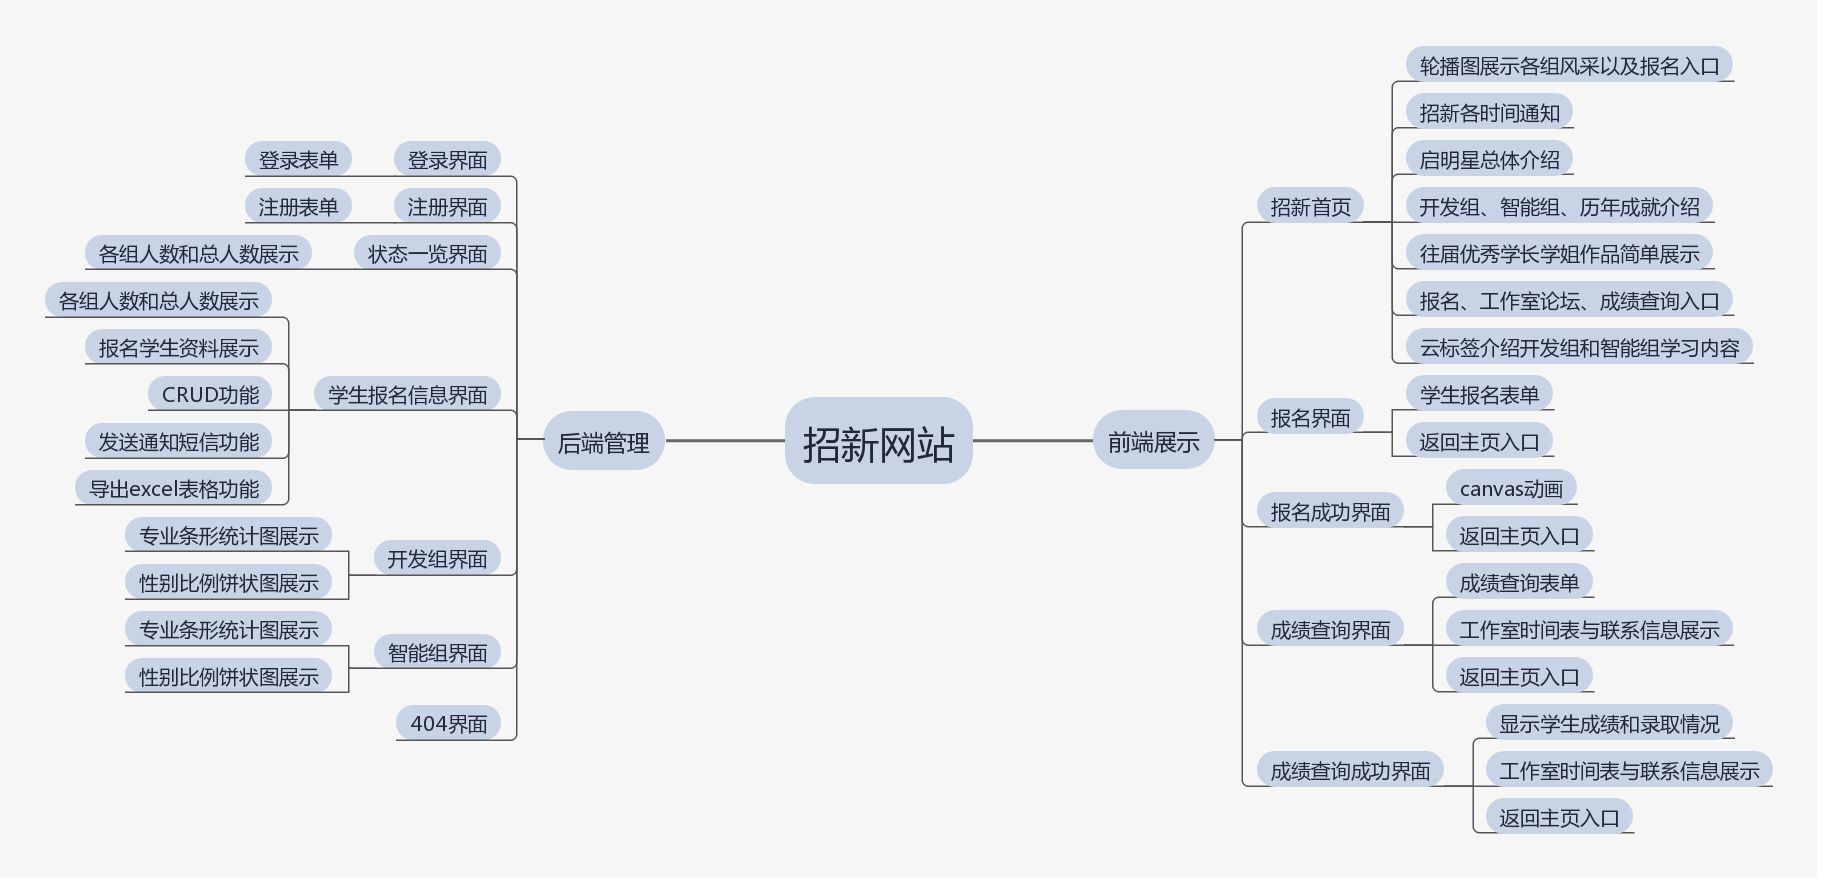 招新网站
后端管理
登录界面
登录表单
注册界面
注册表单
状态一览界面
各组人数和总人数展示
学生报名信息界面
各组人数和总人数展示
报名学生资料展示
CRUD功能
发送通知短信功能
导出excel表格功能
开发组界面
专业条形统计图展示
性别比例饼状图展示
智能组界面
专业条形统计图展示
性别比例饼状图展示
404界面
前端展示
招新首页
轮播图展示各组风采以及报名入口
招新各时间通知
启明星总体介绍
开发组、智能组、历年成就介绍
往届优秀学长学姐作品简单展示
报名、工作室论坛、成绩查询入口
云标签介绍开发组和智能组学习内容
报名界面
学生报名表单
返回主页入口
报名成功界面
canvas动画
返回主页入口
成绩查询界面
成绩查询表单
工作室时间表与联系信息展示
返回主页入口
成绩查询成功界面
显示学生成绩和录取情况
工作室时间表与联系信息展示
返回主页入口